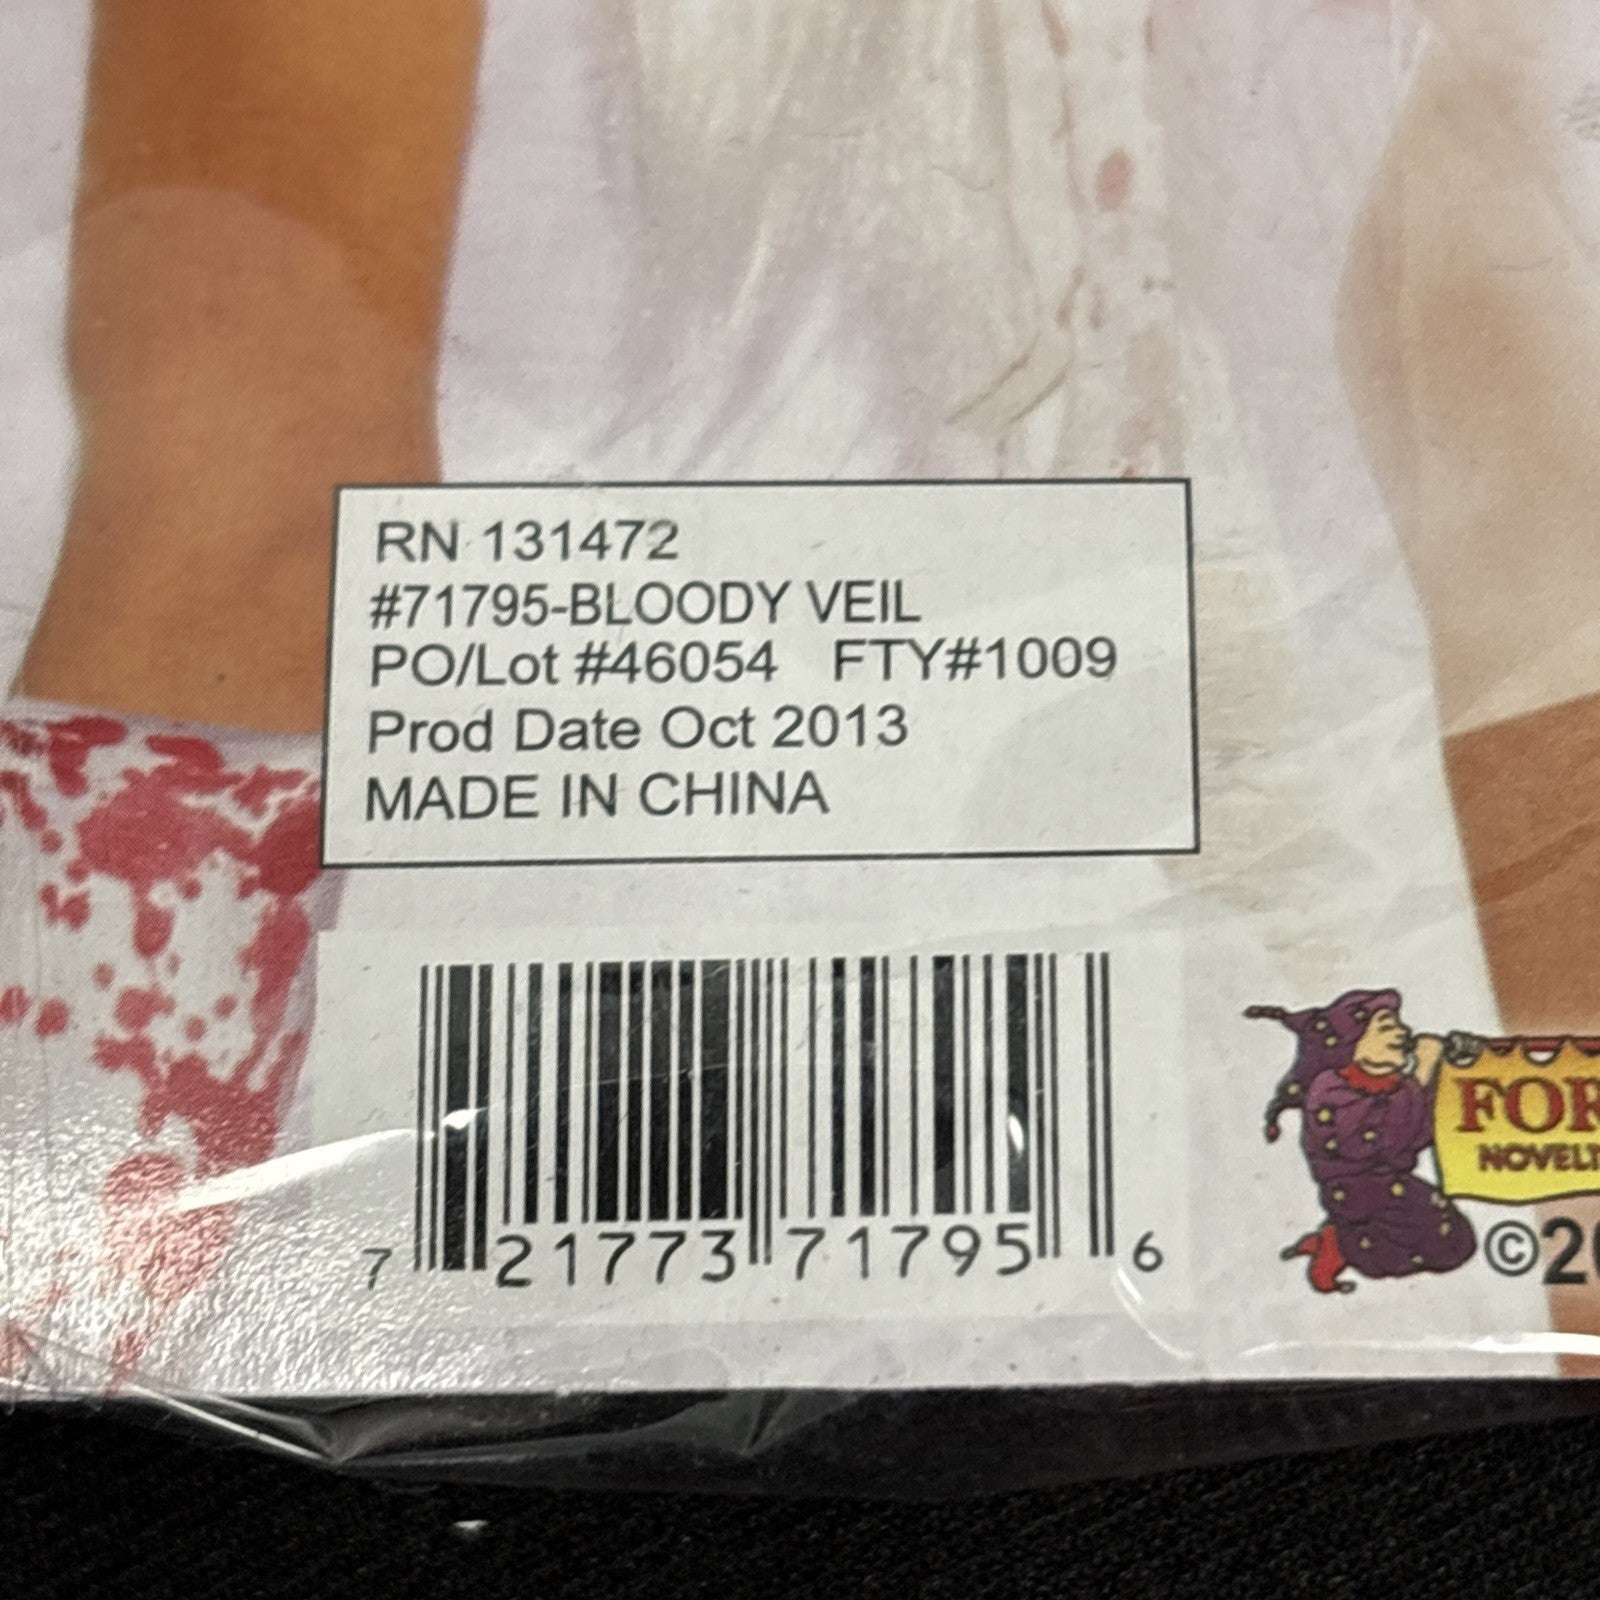 RN 131472
#71795-BLOODY VEIL
PO/Lot #46054 FTY#1009
Prod Date Oct 2013
MADE IN CHINA
7 21773 71795 6